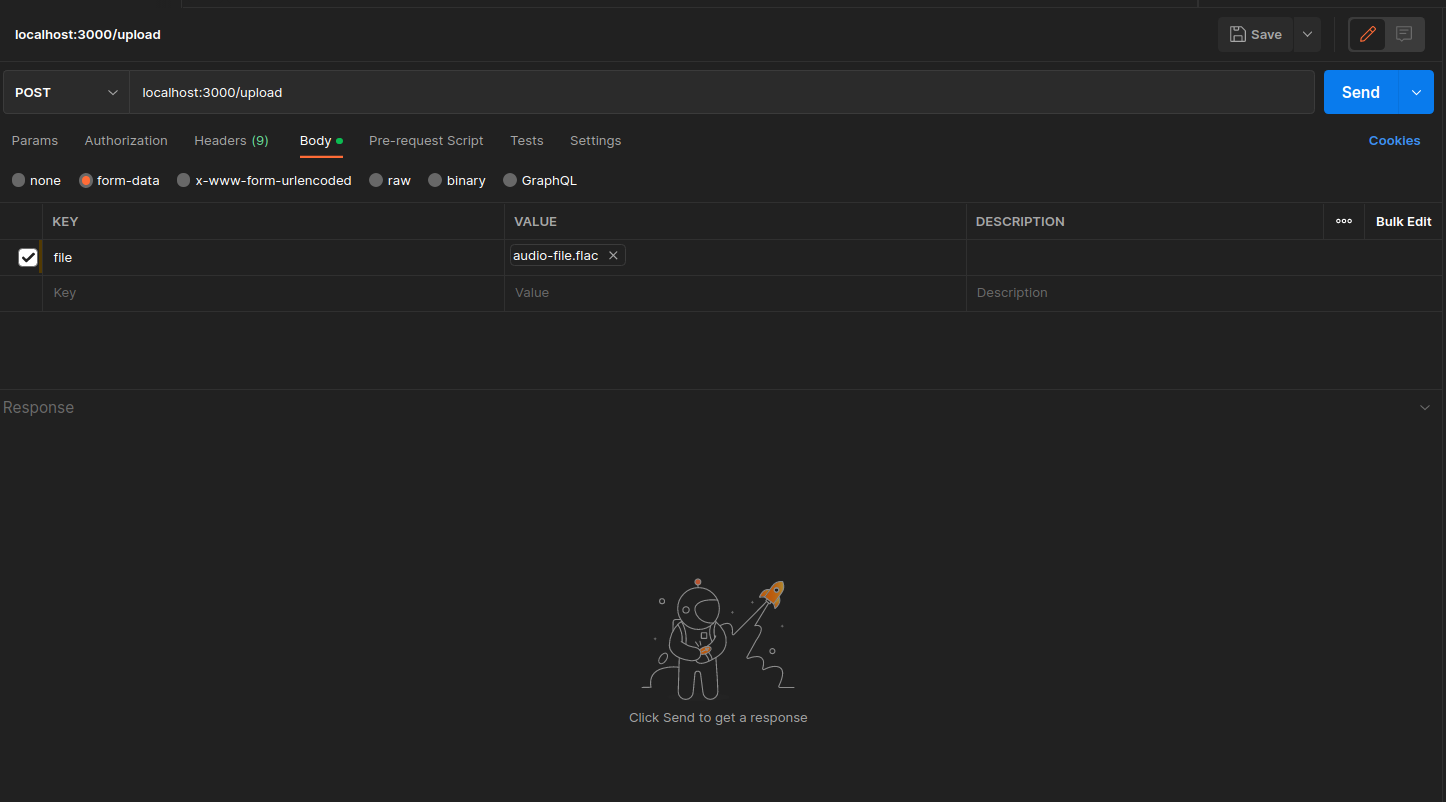 localhost:3000/upload
Save
POST localhost:3000/upload Send
Params Authorization Headers (9) Body Pre-request Script Tests Settings Cookies
none form-data x-www-form-urlencoded raw binary GraphQL
KEY VALUE DESCRIPTION Bulk Edit
file audio-file.flac
Key Value Description
Response
Click Send to get a response